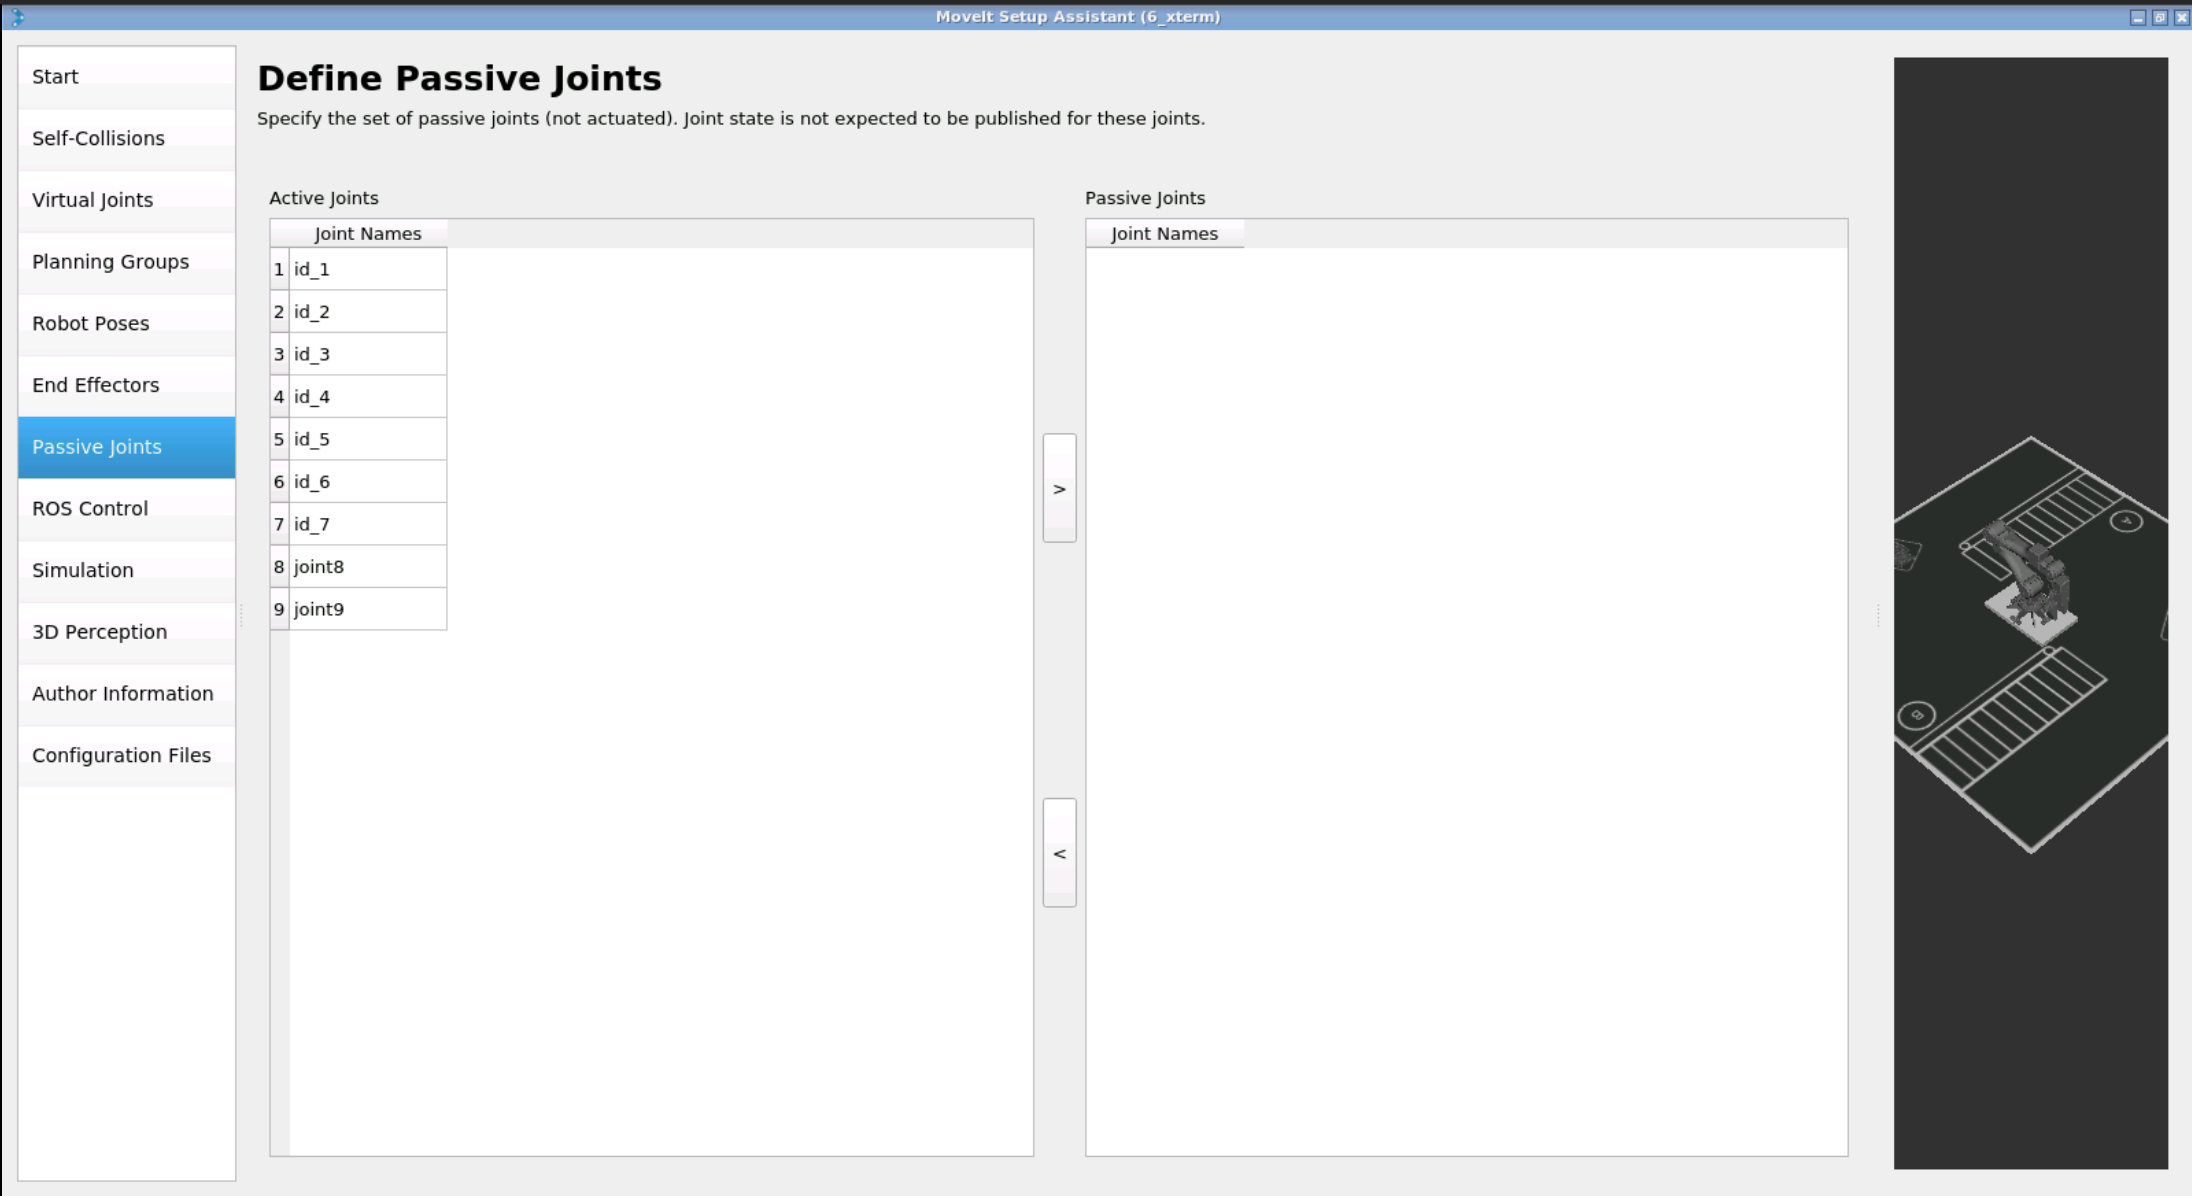 MoveIt Setup Assistant (6_xterm)
Start
Self-Collisions
Virtual Joints
Planning Groups
Robot Poses
End Effectors
Passive Joints
ROS Control
Simulation
3D Perception
Author Information
Configuration Files
Define Passive Joints
Specify the set of passive joints (not actuated). Joint state is not expected to be published for these joints.
Active Joints
Joint Names
1 id_1
2 id_2
3 id_3
4 id_4
5 id_5
6 id_6
7 id_7
8 joint8
9 joint9
>
<
Passive Joints
Joint Names
A
B